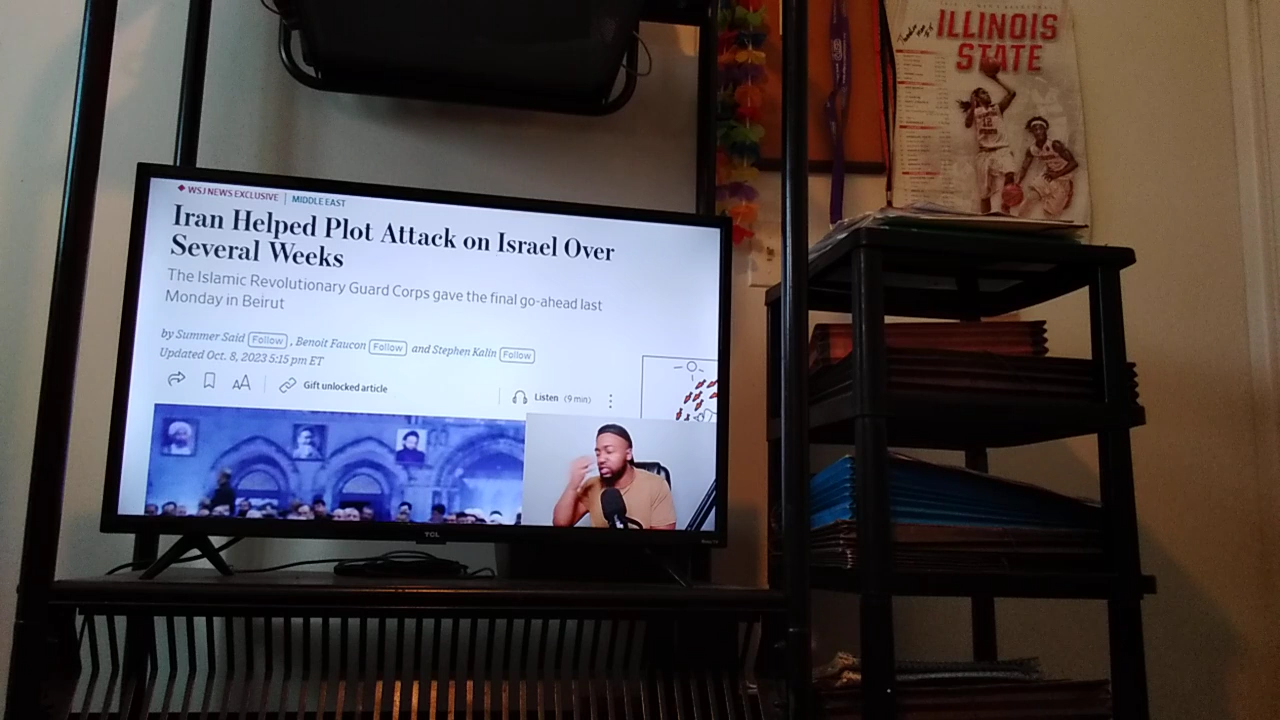 WSJ NEWS EXCLUSIVE | MIDDLE EAST
Iran Helped Plot Attack on Israel Over
Several Weeks
The Islamic Revolutionary Guard Corps gave the final go-ahead last
Monday in Beirut
by Summer Said Follow , Benoit Faucon Follow and Stephen Kalin Follow
Updated Oct. 8, 2023 5:15 pm ET
AA Gift unlocked article
Listen (9 min)
TCL
ILLINOIS
STATE
12